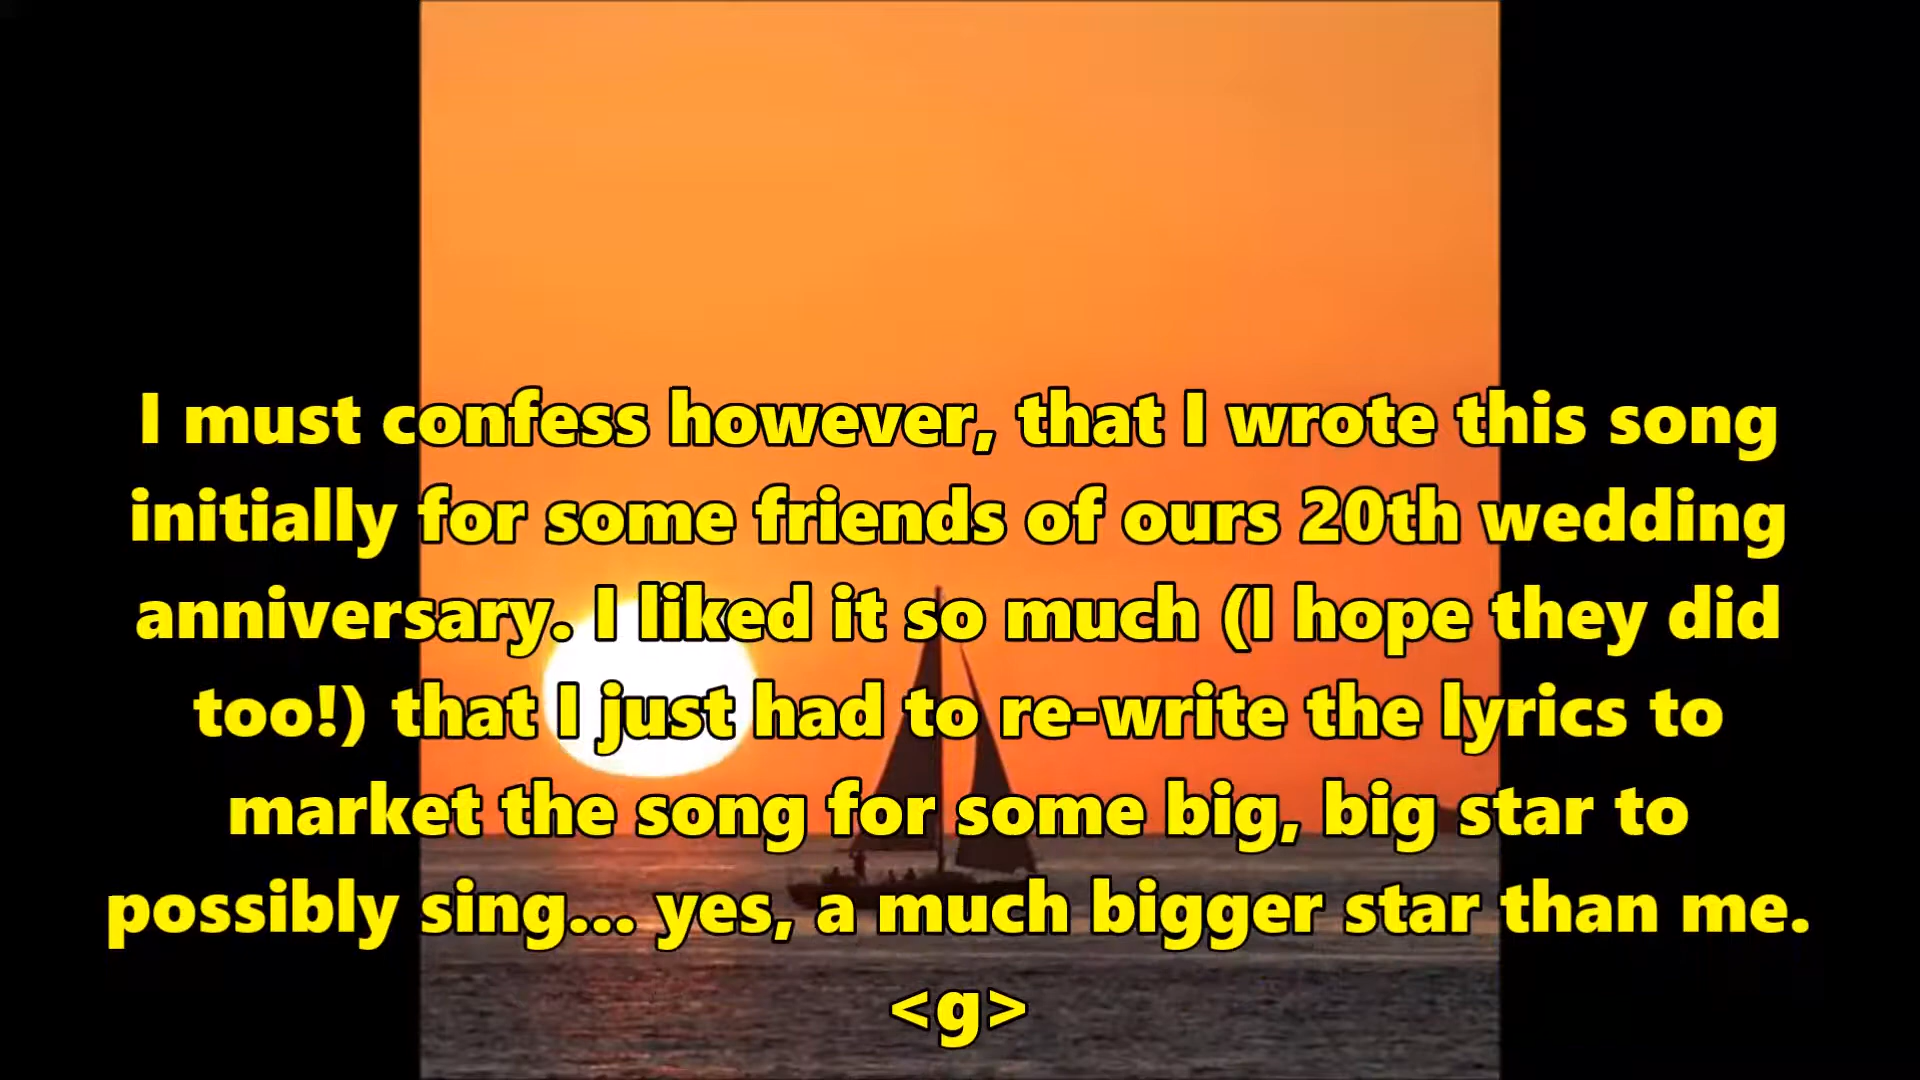 I must confess however, that I wrote this song
initially for some friends of ours 20th wedding
anniversary. I liked it so much (I hope they did
too!) that I just had to re-write the lyrics to
market the song for some big, big star to
possibly sing... yes, a much bigger star than me.
<g>